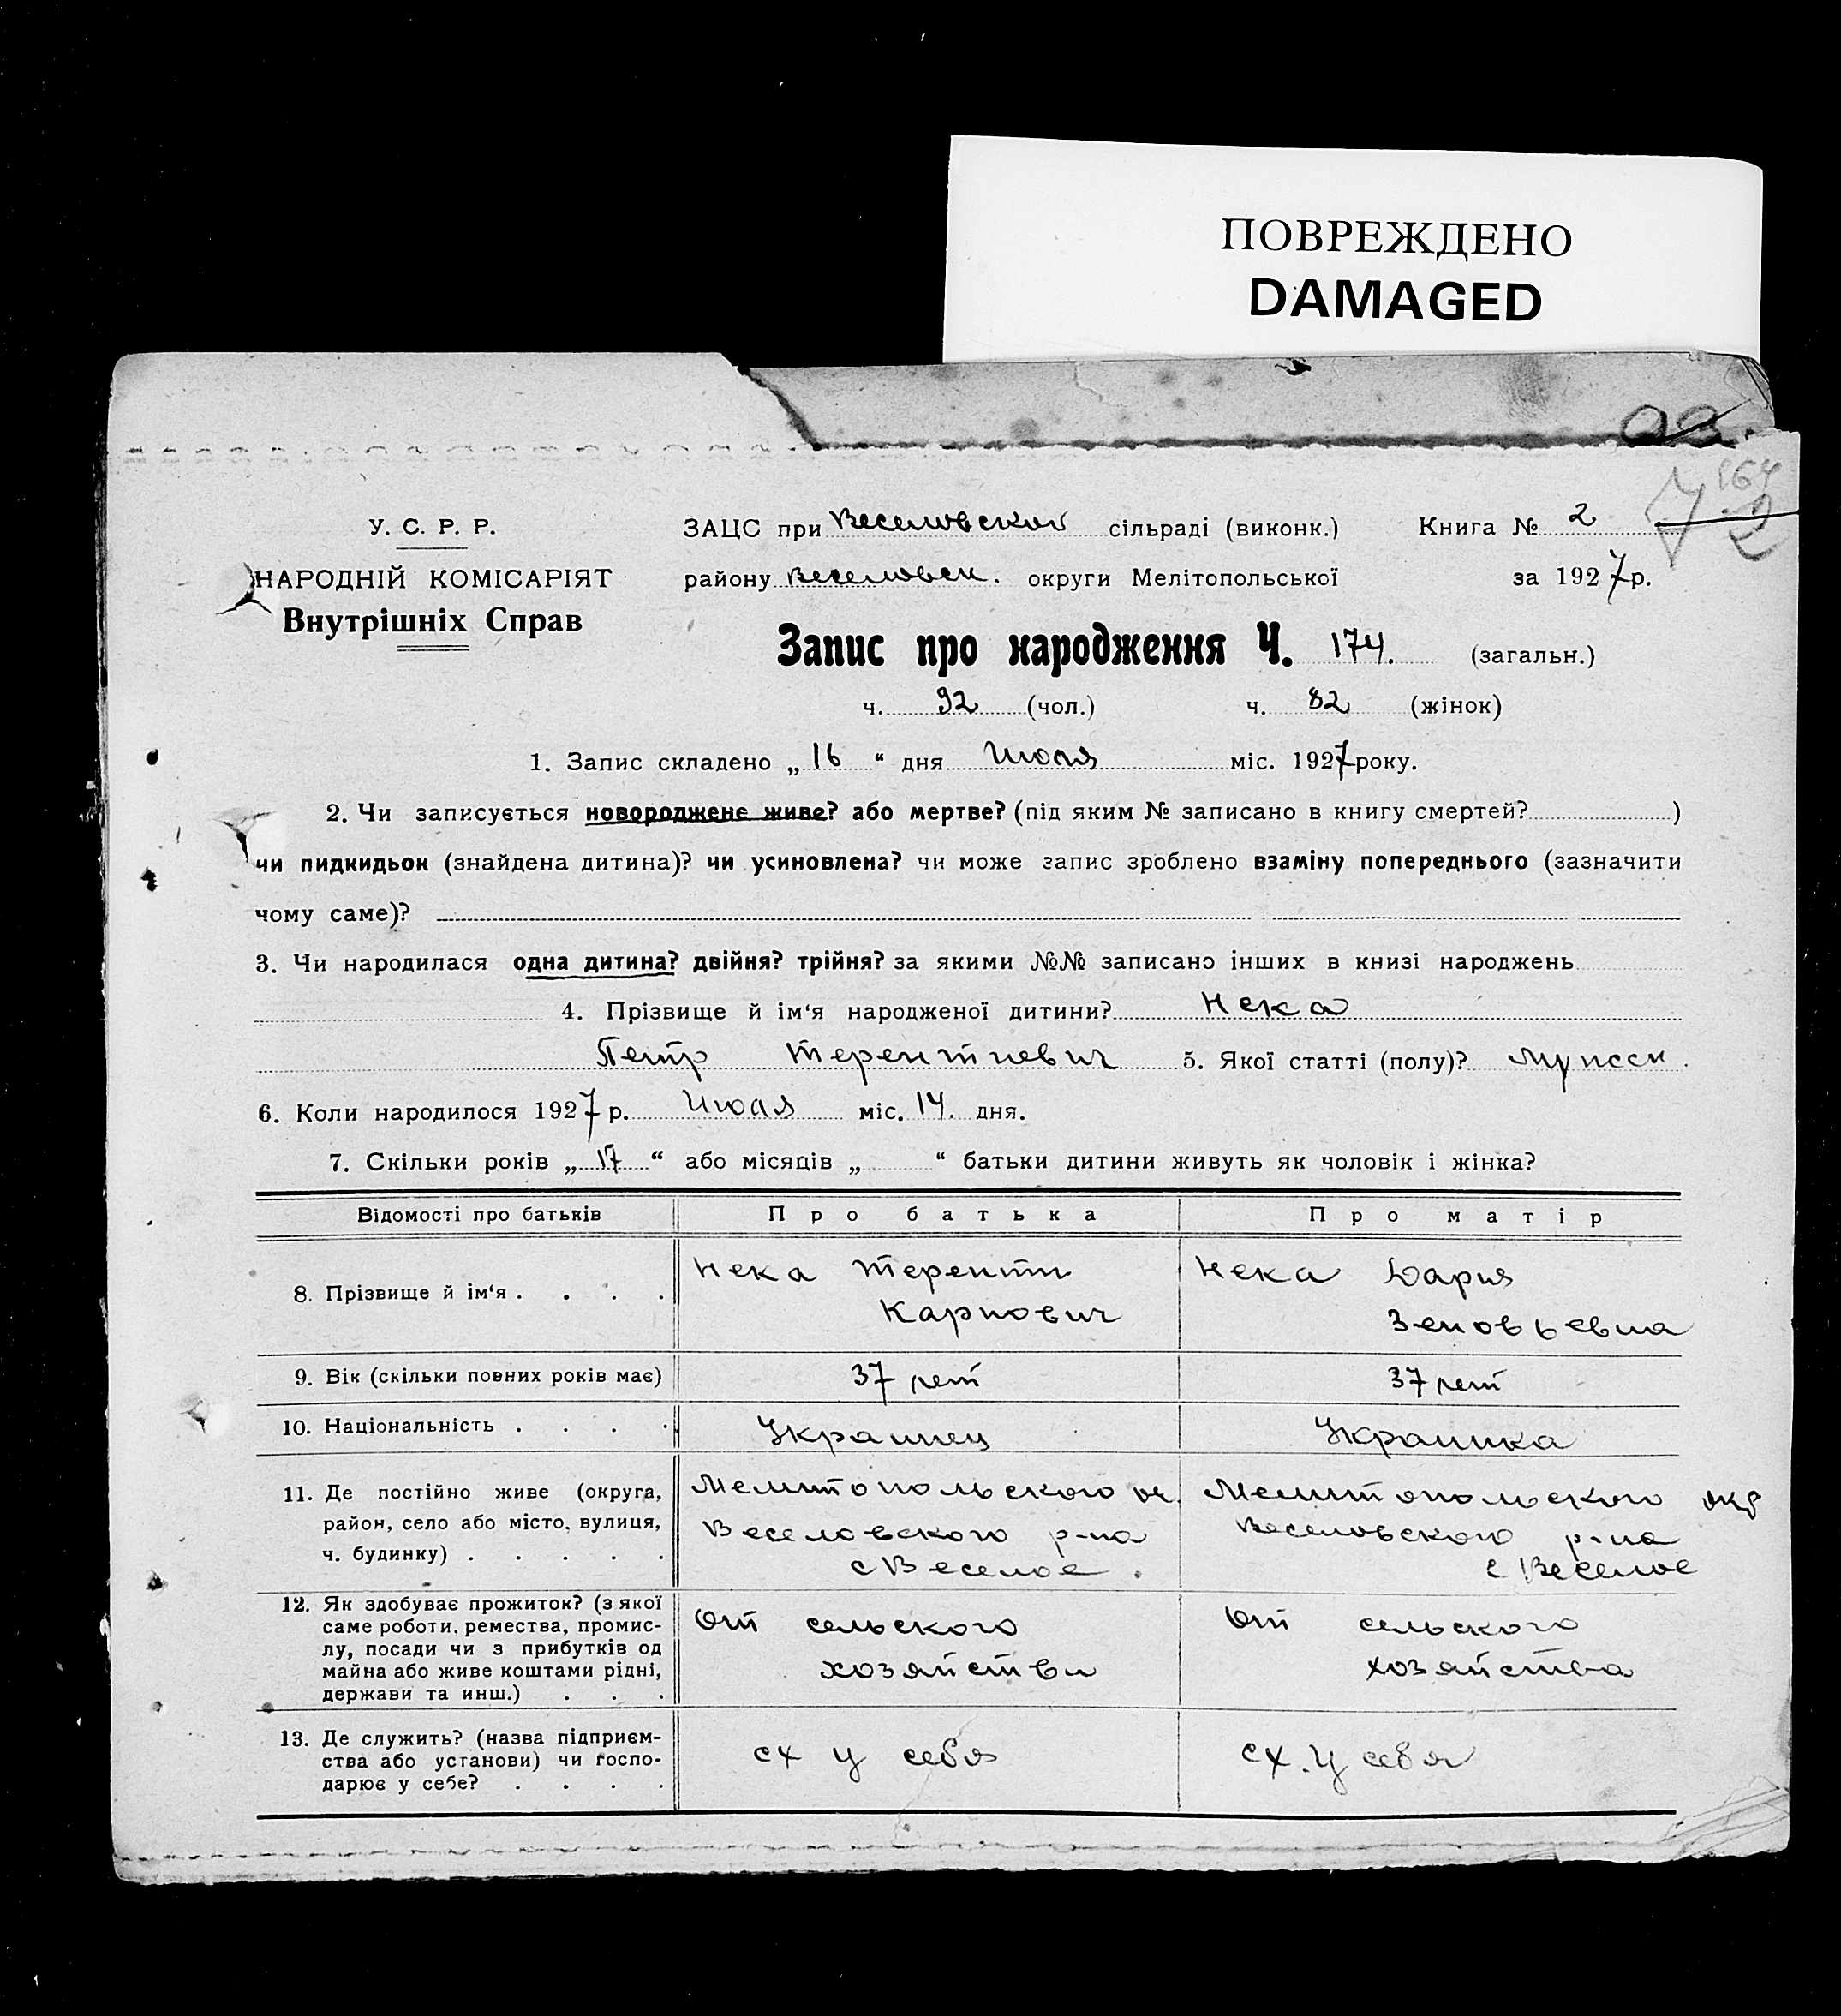 ПОВРЕЖДЕНО
DAMAGED
164
У. С. Р. Р.
НАРОДНІЙ КОМІСАРІЯТ
Внутрішніх Справ
ЗАЦС при Веселовской сільраді (виконк.) Книга № 2
району Веселовск. округи Мелітопольської за 1927 р.
Запис про народження Ч. 174. (загальн.)
ч. 92 (чол.) ч. 82 (жінок)
1. Запис складено „ 16 “ дня Июля міс. 1927 року.
2. Чи записується новороджене живе? або мертве? (під яким № записано в книгу смертей? )
чи пидкидьок (знайдена дитина)? чи усиновлена? чи може запис зроблено взаміну попереднього (зазначити
чому саме)?
3. Чи народилася одна дитина? двійня? трійня? за якими №№ записано інших в книзі народжень
4. Прізвище й ім‘я народженої дитини? Нека
Петр Терентиевич 5. Якої статті (полу)? мужск
6. Коли народилося 1927 р. Июля міс. 14. дня.
7. Скільки років „ 17 “ або місяців „ “ батьки дитини живуть як чоловік і жінка?
Відомості про батьків Про батька Про матір
8. Прізвище й ім‘я . . . . Нека Терентий Карпович Нека Дария Зеновьевна
9. Вік (скільки повних років має) 37 лет 37 лет
10. Національність . . . . Украинец Украинка
11. Де постійно живе (округа, район, село або місто, вулиця, ч. будинку) . . . . . Мелитопольского ок. Веселовского р-на с Веселое. Мелитопольского окр Веселовского р-на с Веселое
12. Як здобуває прожиток? (з якої саме роботи, ремества, промислу, посади чи з прибутків од майна або живе коштами рідні, держави та инш.) . . . От сельского хозяйства От сельского хозяйства
13. Де служить? (назва підприємства або установи) чи господарює у себе? . . . . сх у себя сх. у себя